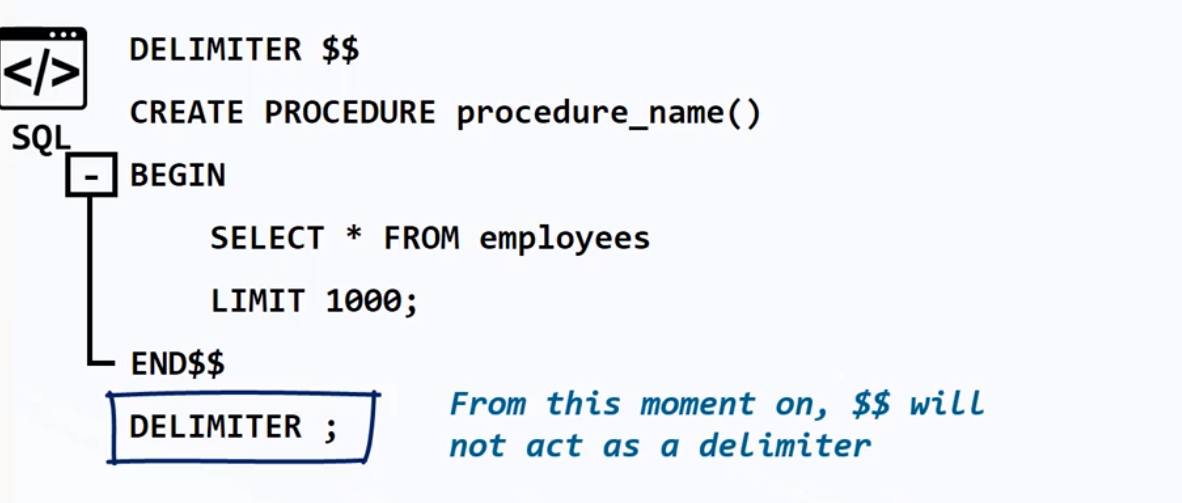 </>
SQL
DELIMITER $$
CREATE PROCEDURE procedure_name()
- BEGIN
SELECT * FROM employees
LIMIT 1000;
END$$
DELIMITER ;
From this moment on, $$ will
not act as a delimiter